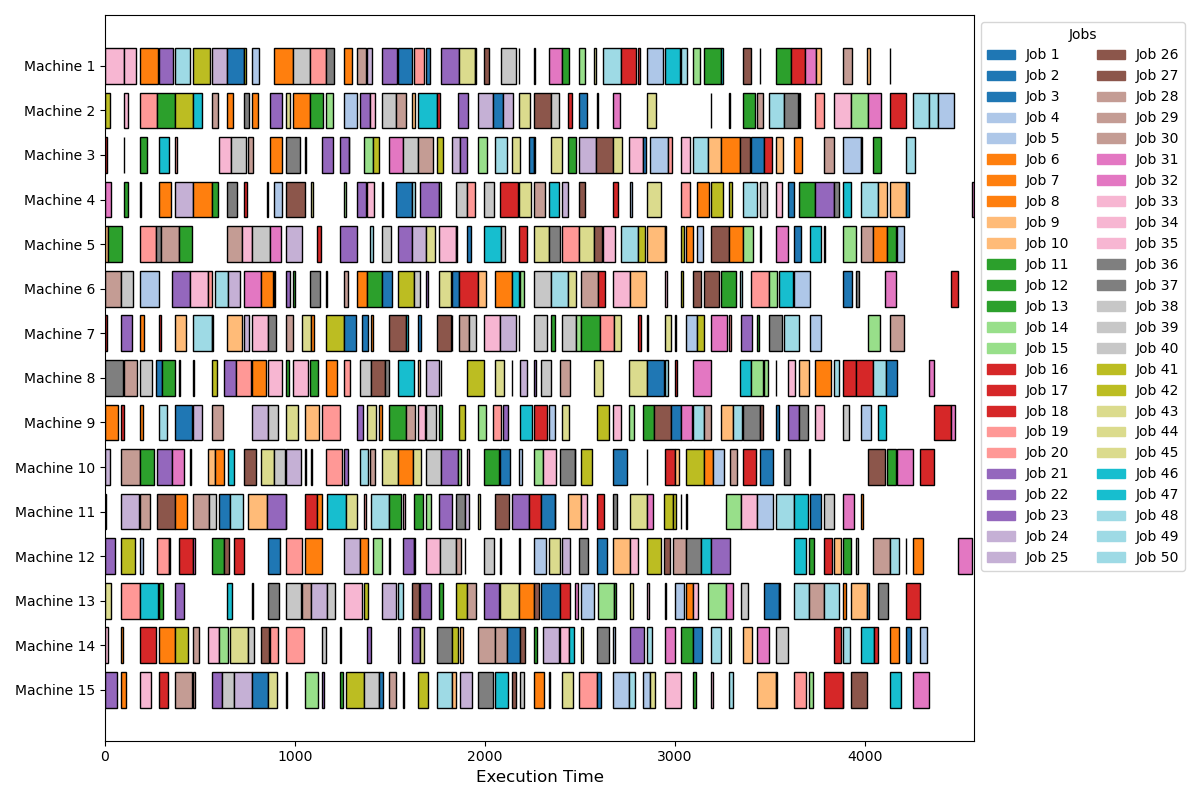 Machine 1
Machine 2
Machine 3
Machine 4
Machine 5
Machine 6
Machine 7
Machine 8
Machine 9
Machine 10
Machine 11
Machine 12
Machine 13
Machine 14
Machine 15
0 1000 2000 3000 4000
Execution Time
Jobs
Job 1 Job 26
Job 2 Job 27
Job 3 Job 28
Job 4 Job 29
Job 5 Job 30
Job 6 Job 31
Job 7 Job 32
Job 8 Job 33
Job 9 Job 34
Job 10 Job 35
Job 11 Job 36
Job 12 Job 37
Job 13 Job 38
Job 14 Job 39
Job 15 Job 40
Job 16 Job 41
Job 17 Job 42
Job 18 Job 43
Job 19 Job 44
Job 20 Job 45
Job 21 Job 46
Job 22 Job 47
Job 23 Job 48
Job 24 Job 49
Job 25 Job 50